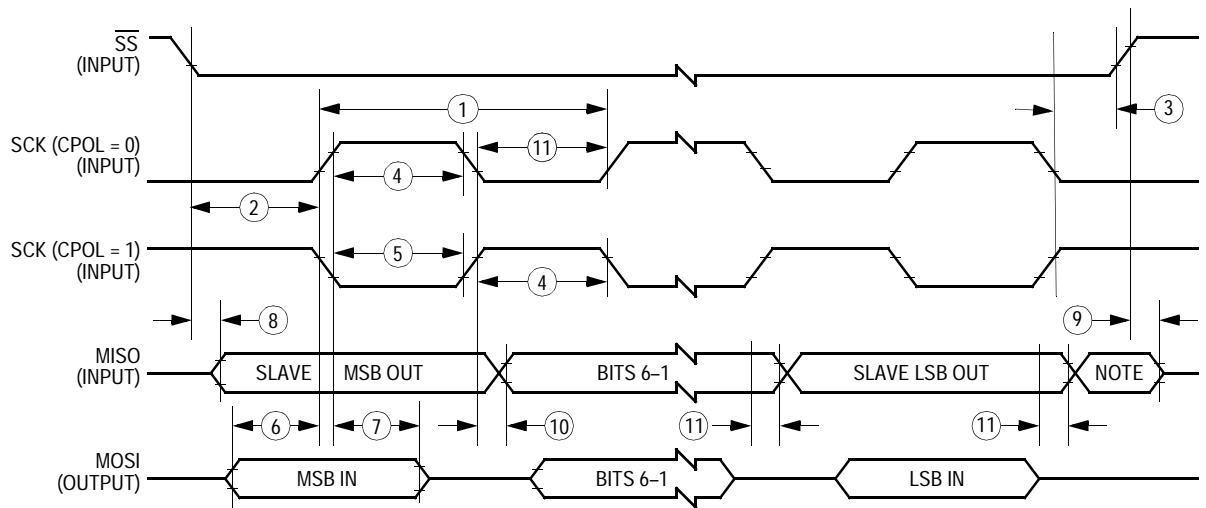 SS
(INPUT)
1
3
SCK (CPOL = 0)
(INPUT)
11
4
2
SCK (CPOL = 1)
(INPUT)
5
4
8
9
MISO
(INPUT)
SLAVE MSB OUT
BITS 6–1
SLAVE LSB OUT
NOTE
6
7
10
11
11
MOSI
(OUTPUT)
MSB IN
BITS 6–1
LSB IN